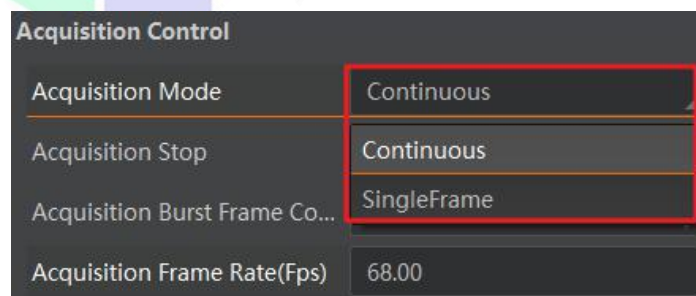 Acquisition Control
Acquisition Mode Continuous
Acquisition Stop Continuous
SingleFrame
Acquisition Burst Frame Co...
Acquisition Frame Rate(Fps) 68.00